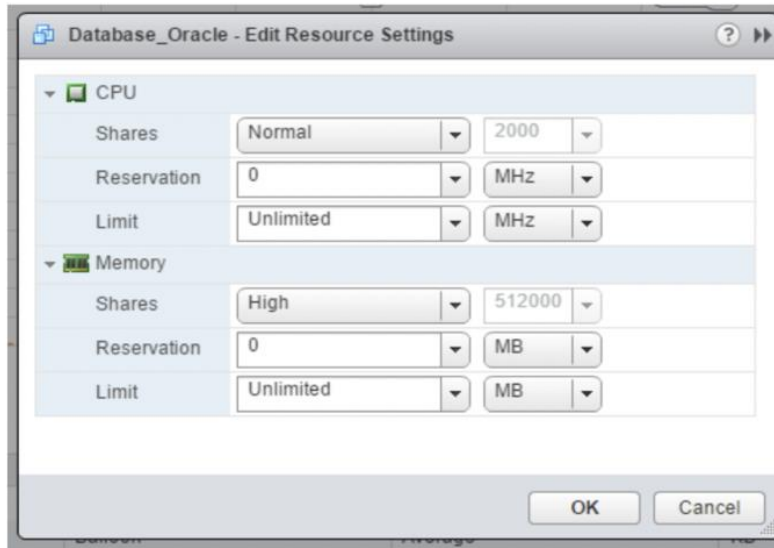 Database_Oracle - Edit Resource Settings ?
CPU
Shares Normal 2000
Reservation 0 MHz
Limit Unlimited MHz
Memory
Shares High 512000
Reservation 0 MB
Limit Unlimited MB
OK Cancel